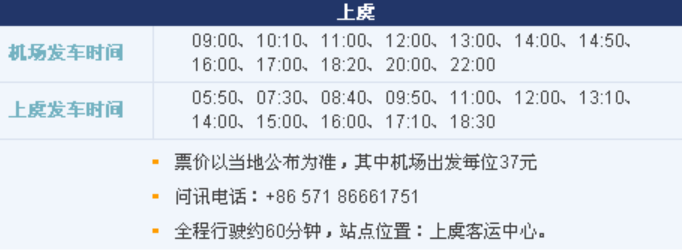 上虞
机场发车时间
09:00、10:10、11:00、12:00、13:00、14:00、14:50、
16:00、17:00、18:20、20:00、22:00
上虞发车时间
05:50、07:30、08:40、09:50、11:00、12:00、13:10、
14:00、15:00、16:00、17:10、18:30
票价以当地公布为准，其中机场出发每位37元
问讯电话：+86 571 86661751
全程行驶约60分钟，站点位置：上虞客运中心。